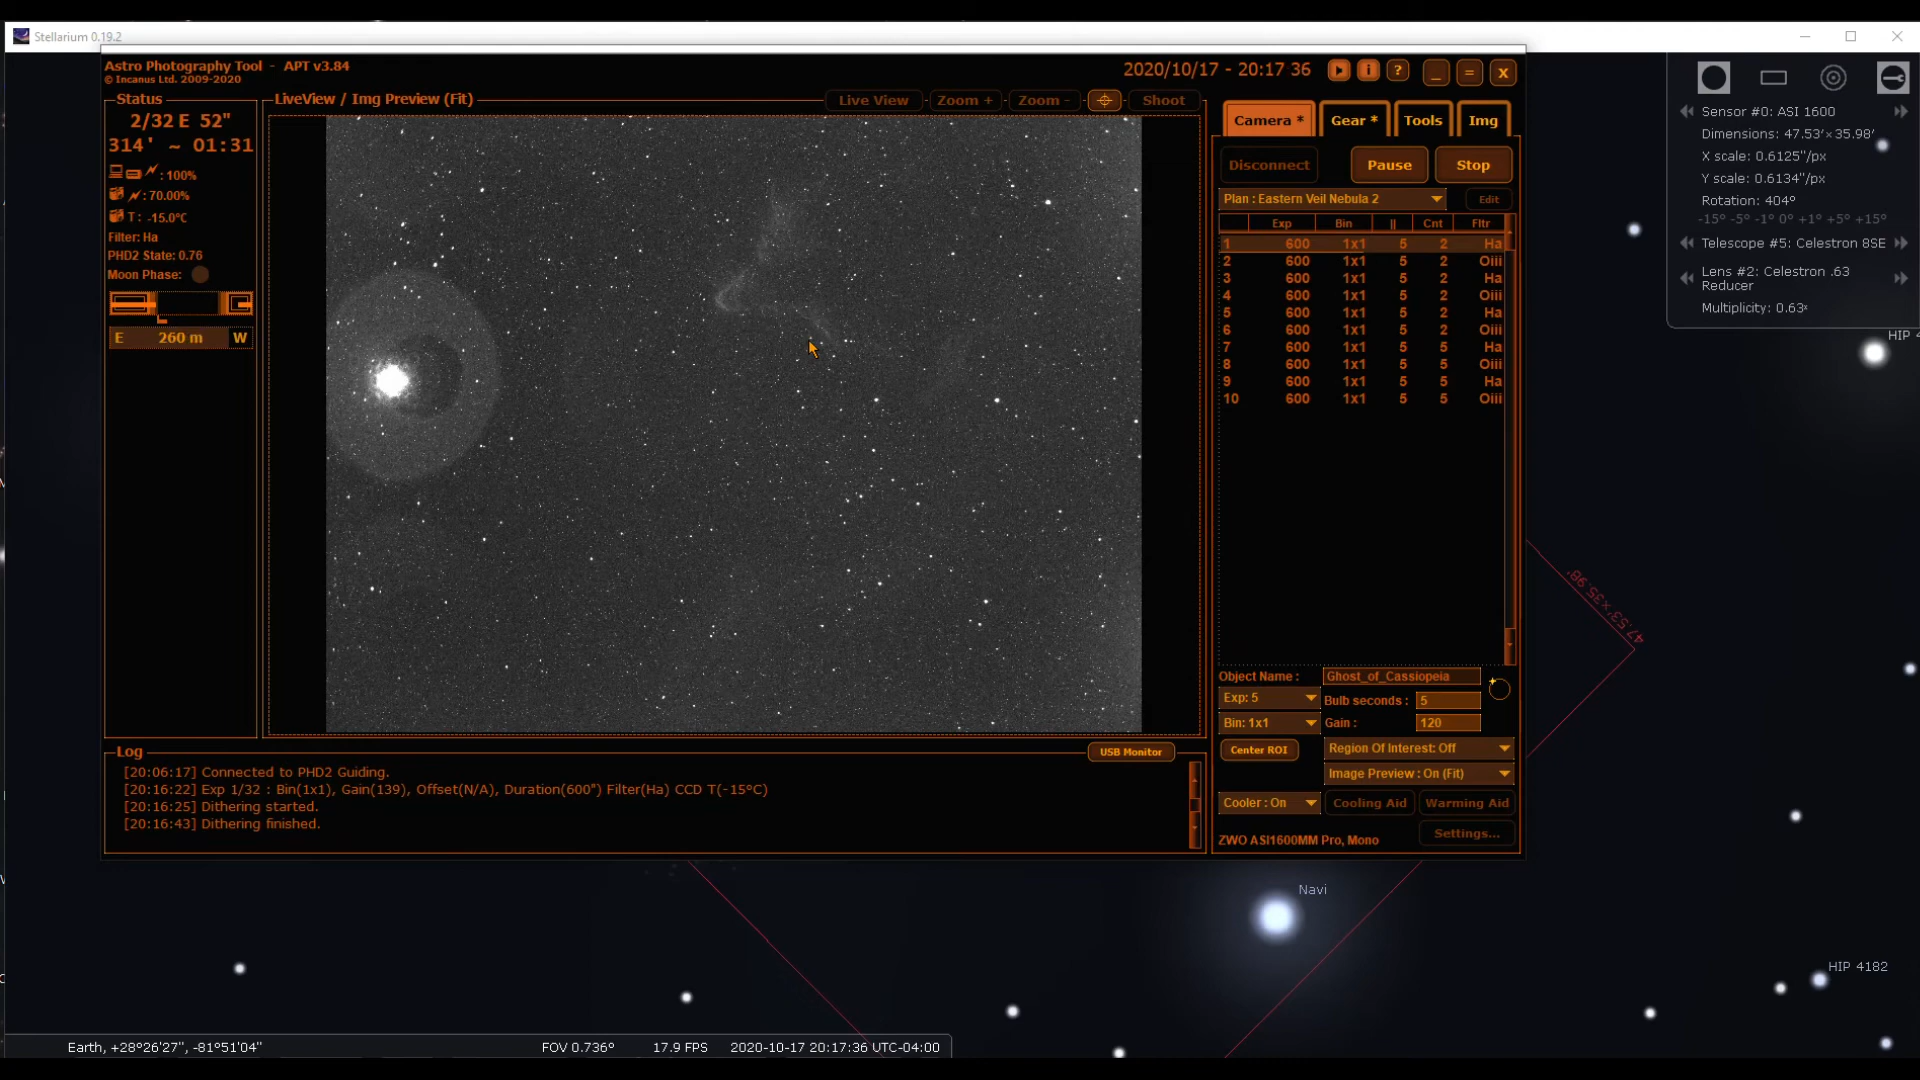 Stellarium 0.19.2
Astro Photography Tool - APT v3.84
© Incanus Ltd. 2009-2020
2020/10/17 - 20:17 36
i
?
_
=
X
Status
2/32 E 52"
314' ~ 01:31
: 100%
: 70.00%
T: -15.0°C
Filter: Ha
PHD2 State: 0.76
Moon Phase:
E 260 m W
LiveView / Img Preview (Fit)
Live View
Zoom +
Zoom -
Shoot
Camera *
Gear *
Tools
Img
Disconnect
Pause
Stop
Plan : Eastern Veil Nebula 2
Edit
Exp Bin || Cnt Fltr
1 600 1x1 5 2 Ha
2 600 1x1 5 2 Oiii
3 600 1x1 5 2 Ha
4 600 1x1 5 2 Oiii
5 600 1x1 5 2 Ha
6 600 1x1 5 2 Oiii
7 600 1x1 5 5 Ha
8 600 1x1 5 5 Oiii
9 600 1x1 5 5 Ha
10 600 1x1 5 5 Oiii
Object Name : Ghost_of_Cassiopeia
Exp: 5
Bulb seconds : 5
Bin: 1x1
Gain : 120
Center ROI
Region Of Interest: Off
Image Preview : On (Fit)
Cooler : On
Cooling Aid
Warming Aid
ZWO ASI1600MM Pro, Mono
Settings...
Log
USB Monitor
[20:06:17] Connected to PHD2 Guiding.
[20:16:22] Exp 1/32 : Bin(1x1), Gain(139), Offset(N/A), Duration(600") Filter(Ha) CCD T(-15°C)
[20:16:25] Dithering started.
[20:16:43] Dithering finished.
Sensor #0: ASI 1600
Dimensions: 47.53′×35.98′
X scale: 0.6125"/px
Y scale: 0.6134"/px
Rotation: 404°
-15° -5° -1° 0° +1° +5° +15°
Telescope #5: Celestron 8SE
Lens #2: Celestron .63
Reducer
Multiplicity: 0.63ˣ
HIP
47.53′×35.98′
Navi
HIP 4182
Earth, +28°26'27", -81°51'04"
FOV 0.736°
17.9 FPS
2020-10-17 20:17:36 UTC-04:00